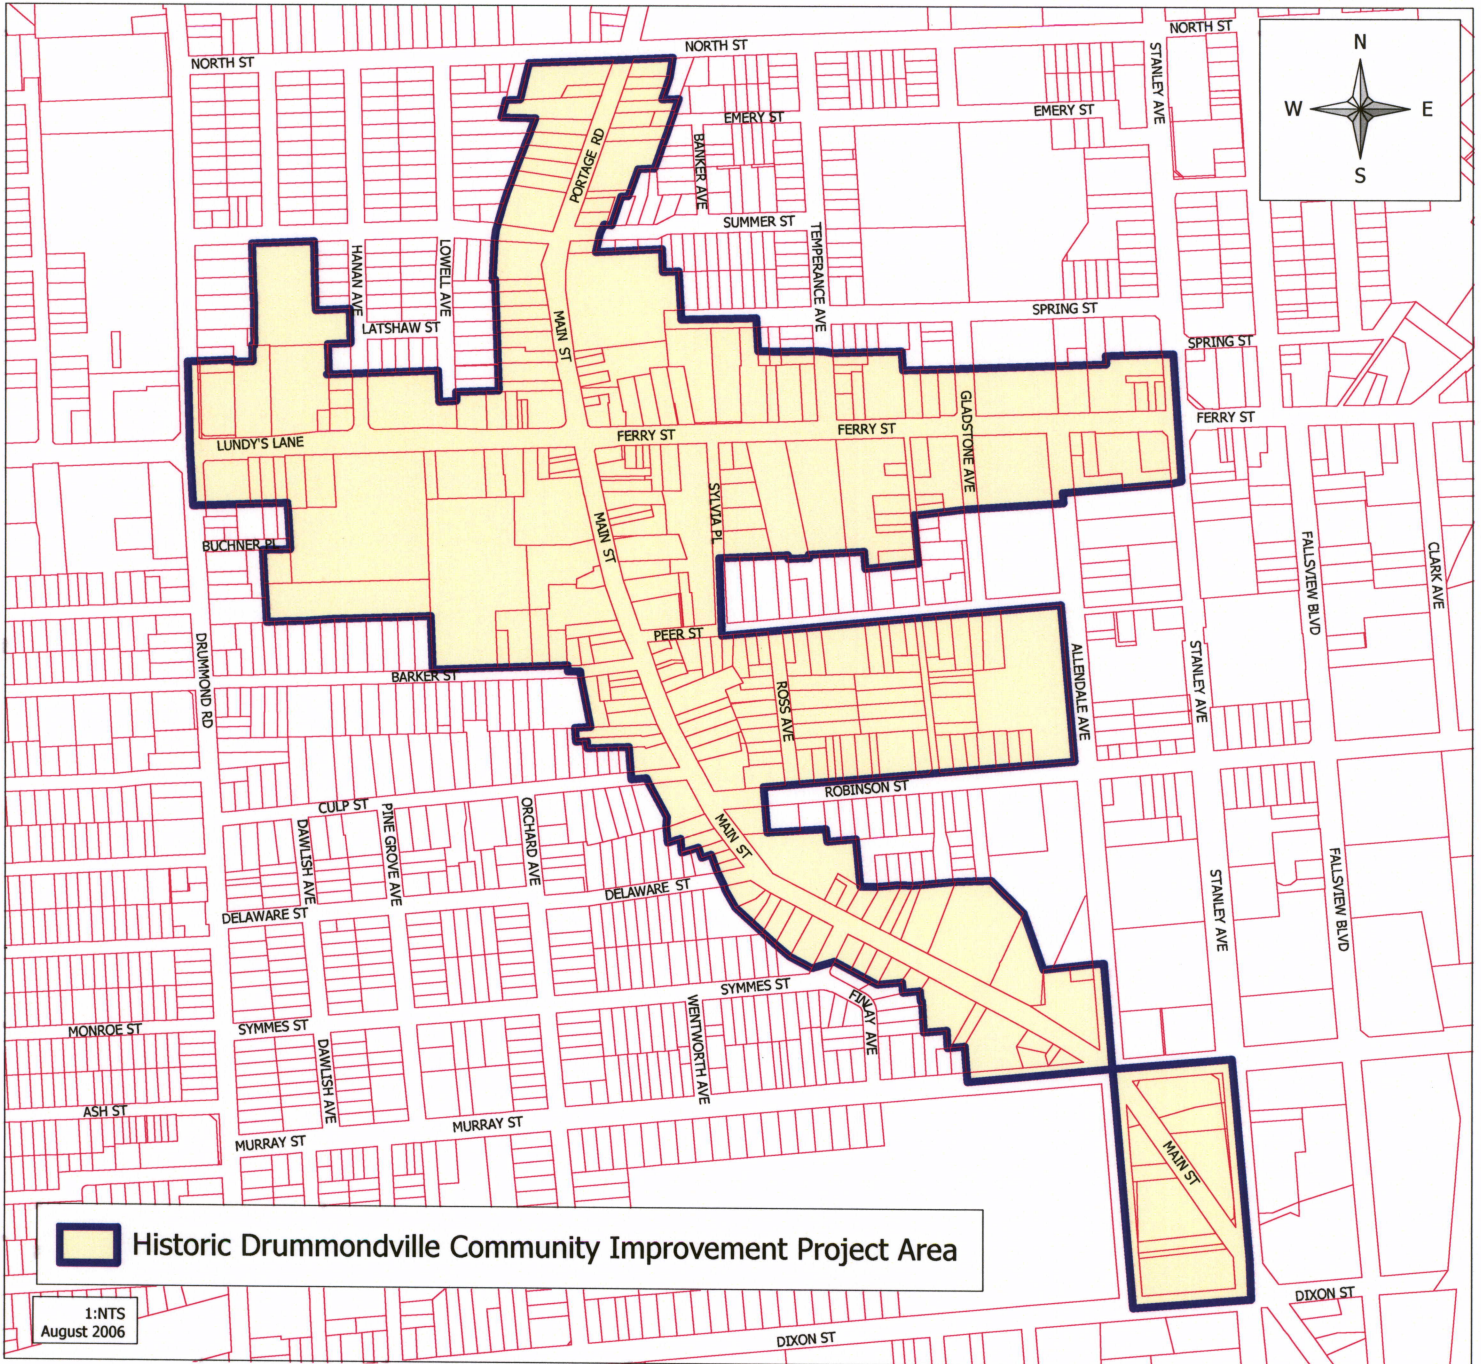 NORTH ST
NORTH ST
NORTH ST
N
W E
S
STANLEY AVE
EMERY ST
EMERY ST
PORTAGE RD
BANKER AVE
SUMMER ST
TEMPERANCE AVE
HANAN AVE
LOWELL AVE
LATSHAW ST
MAIN ST
SPRING ST
SPRING ST
LUNDY'S LANE
FERRY ST
FERRY ST
FERRY ST
GLADSTONE AVE
SYLVIA PL
MAIN ST
BUCHNER PL
FALLSVIEW BLVD
CLARK AVE
PEER ST
DRUMMOND RD
BARKER ST
ROSS AVE
ALLENDALE AVE
STANLEY AVE
ROBINSON ST
CULP ST
DAWLISH AVE
PINE GROVE AVE
ORCHARD AVE
MAIN ST
DELAWARE ST
DELAWARE ST
STANLEY AVE
FALLSVIEW BLVD
SYMMES ST
SYMMES ST
MONROE ST
WENTWORTH AVE
FINLAY AVE
DAWLISH AVE
ASH ST
MURRAY ST
MURRAY ST
MAIN ST
Historic Drummondville Community Improvement Project Area
1:NTS
August 2006
DIXON ST
DIXON ST